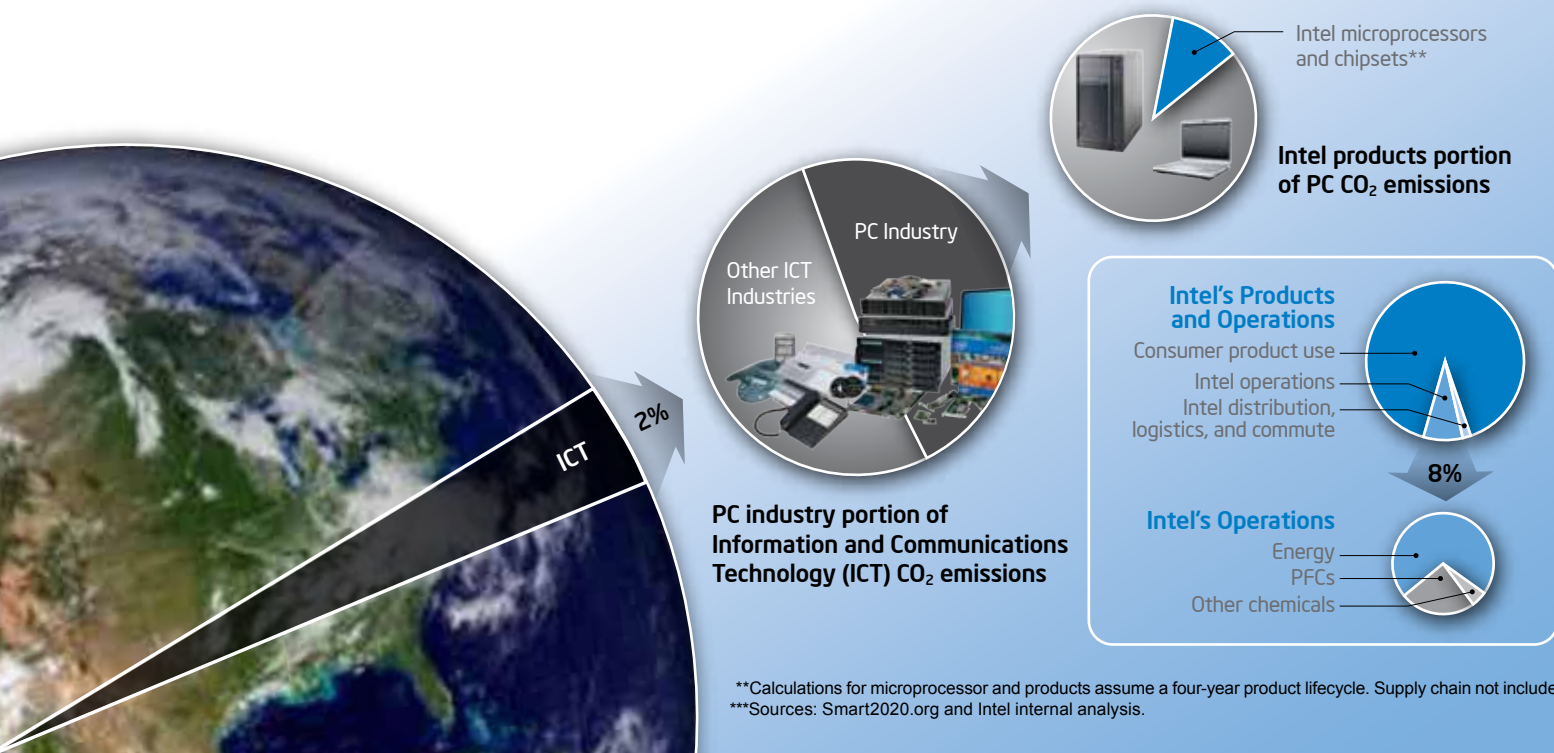 Intel microprocessors
and chipsets**
Intel products portion
of PC CO₂ emissions
PC Industry
Other ICT
Industries
2%
ICT
PC industry portion of
Information and Communications
Technology (ICT) CO₂ emissions
Intel's Products
and Operations
Consumer product use
Intel operations
Intel distribution,
logistics, and commute
8%
Intel's Operations
Energy
PFCs
Other chemicals
**Calculations for microprocessor and products assume a four-year product lifecycle. Supply chain not include
***Sources: Smart2020.org and Intel internal analysis.